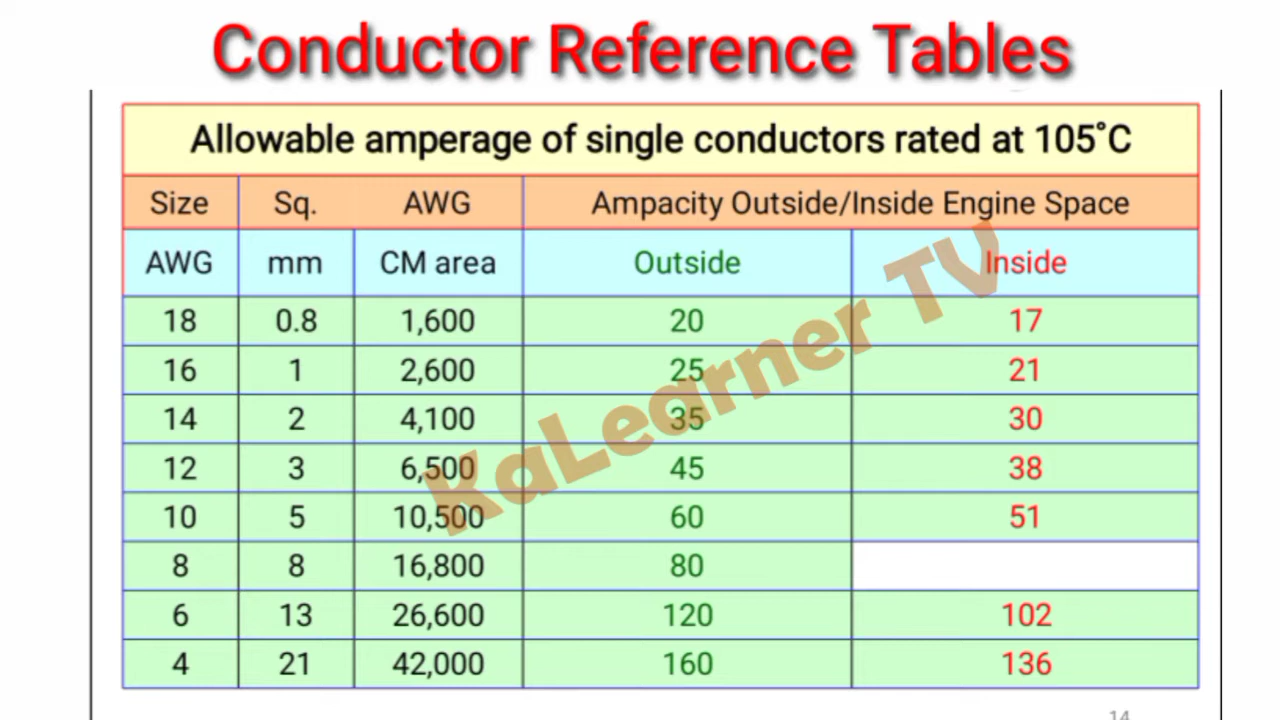 Conductor Reference Tables
Allowable amperage of single conductors rated at 105°C
Size Sq. AWG Ampacity Outside/Inside Engine Space
AWG mm CM area Outside Inside
18 0.8 1,600 20 17
16 1 2,600 25 21
14 2 4,100 35 30
12 3 6,500 45 38
10 5 10,500 60 51
8 8 16,800 80
6 13 26,600 120 102
4 21 42,000 160 136
KaLearner TV
14